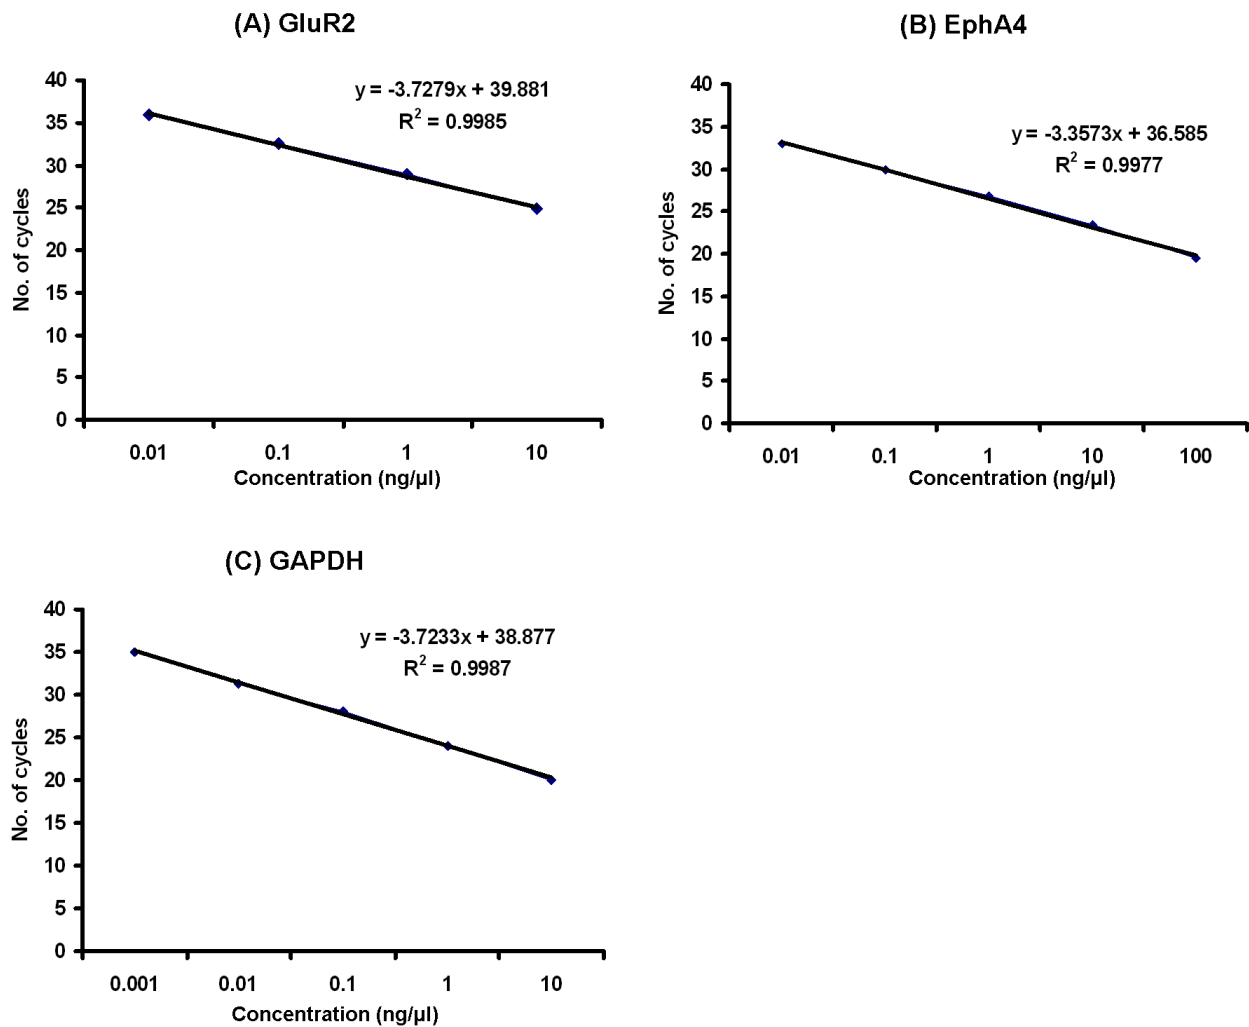 (A) GluR2
y = -3.7279x + 39.881
R² = 0.9985
No. of cycles
40
35
30
25
20
15
10
5
0
0.01 0.1 1 10
Concentration (ng/µl)
(B) EphA4
y = -3.3573x + 36.585
R² = 0.9977
No. of cycles
40
35
30
25
20
15
10
5
0
0.01 0.1 1 10 100
Concentration (ng/µl)
(C) GAPDH
y = -3.7233x + 38.877
R² = 0.9987
No. of cycles
40
35
30
25
20
15
10
5
0
0.001 0.01 0.1 1 10
Concentration (ng/µl)